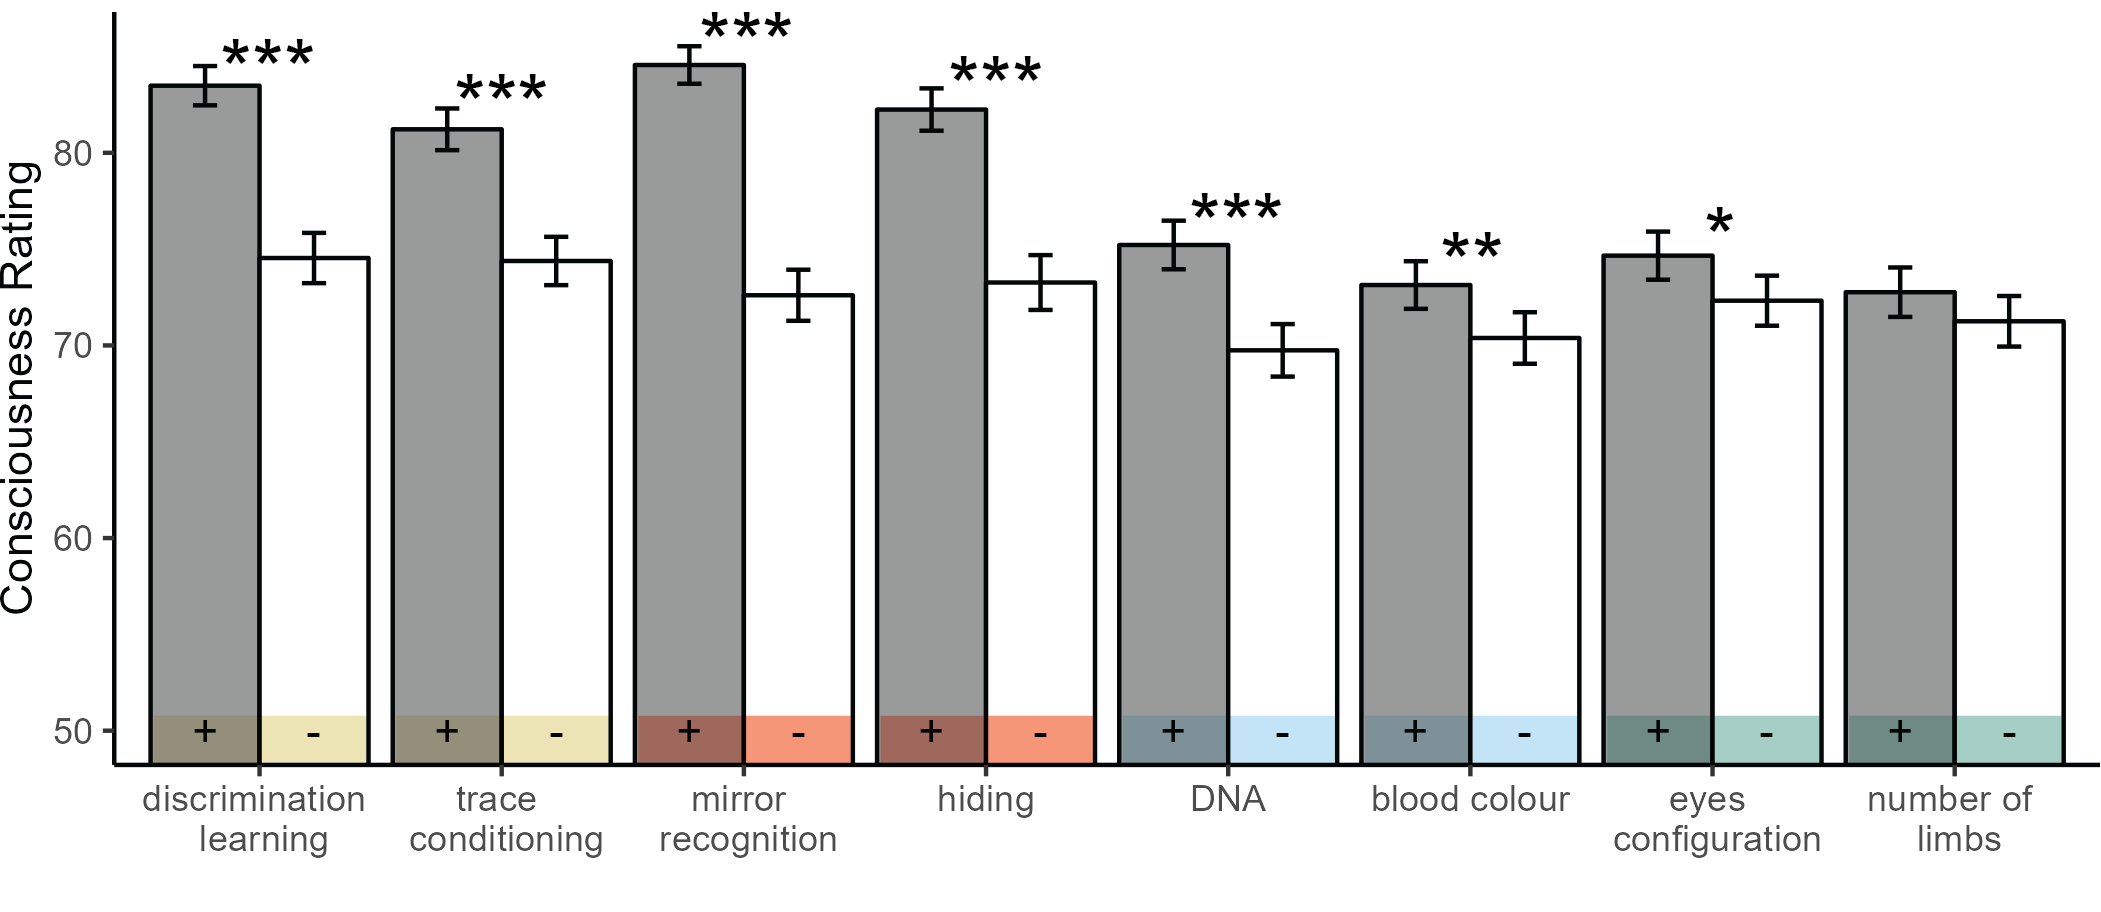 ***
***
***
***
***
**
*
Consciousness Rating
80
70
60
50
+ - + - + - + - + - + - + - + -
discrimination learning
trace conditioning
mirror recognition
hiding
DNA
blood colour
eyes configuration
number of limbs